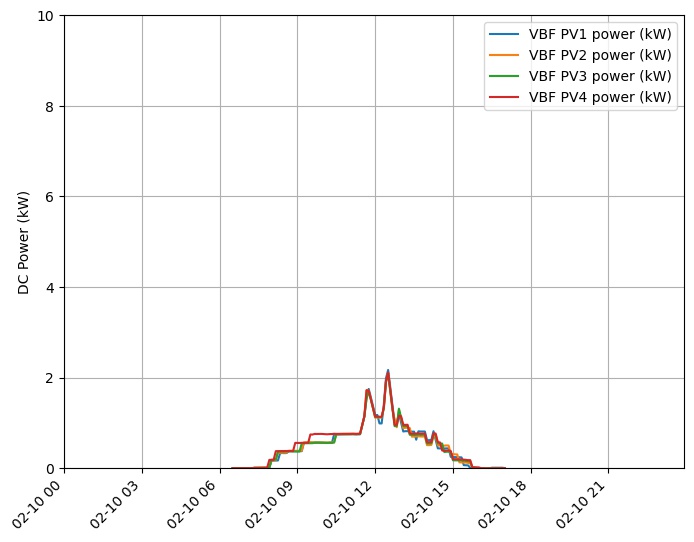 10
8
6
4
2
0
DC Power (kW)
VBF PV1 power (kW)
VBF PV2 power (kW)
VBF PV3 power (kW)
VBF PV4 power (kW)
02-10 00
02-10 03
02-10 06
02-10 09
02-10 12
02-10 15
02-10 18
02-10 21